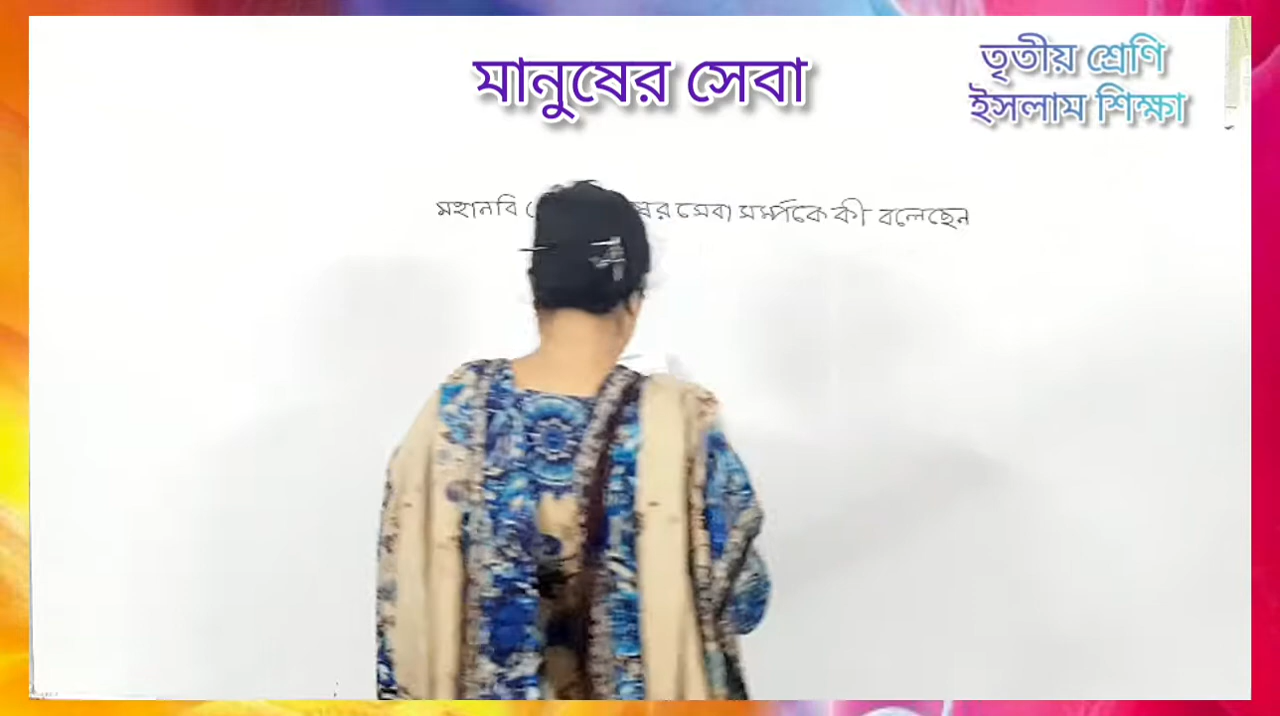 মানুষের সেবা
তৃতীয় শ্রেণি
ইসলাম শিক্ষা
মহানবি সেবা সম্পর্কে কী বলেছেন